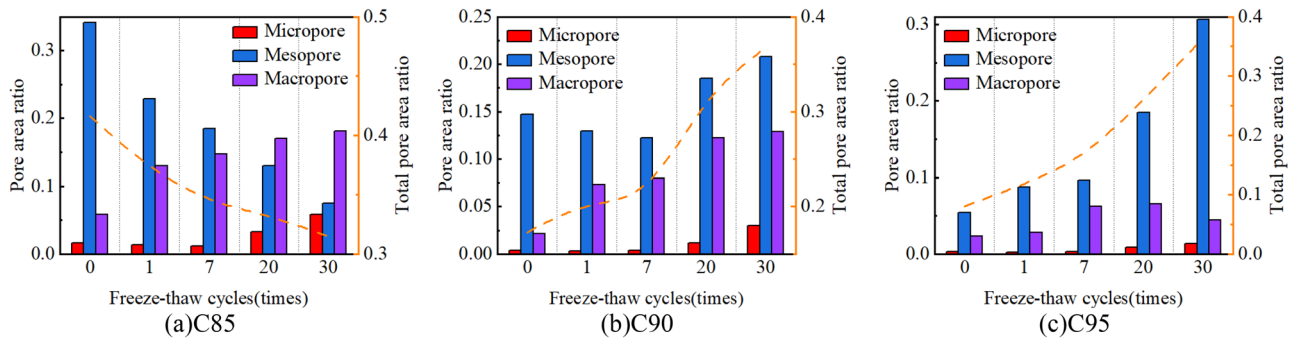 Micropore
Mesopore
Macropore
Pore area ratio
0.3
0.2
0.1
0.0
0.5
0.4
0.3
Total pore area ratio
0 1 7 20 30
Freeze-thaw cycles(times)
(a)C85
Micropore
Mesopore
Macropore
Pore area ratio
0.25
0.20
0.15
0.10
0.05
0.00
0.4
0.3
0.2
Total pore area ratio
0 1 7 20 30
Freeze-thaw cycles(times)
(b)C90
Micropore
Mesopore
Macropore
Pore area ratio
0.3
0.2
0.1
0.0
0.4
0.3
0.2
0.1
0.0
Total pore area ratio
0 1 7 20 30
Freeze-thaw cycles(times)
(c)C95